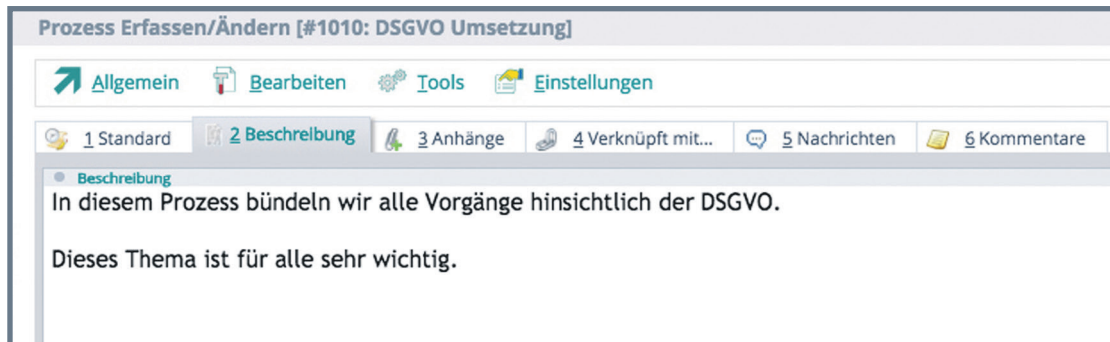 Prozess Erfassen/Ändern [#1010: DSGVO Umsetzung]
Allgemein Bearbeiten Tools Einstellungen
1 Standard 2 Beschreibung 3 Anhänge 4 Verknüpft mit... 5 Nachrichten 6 Kommentare
Beschreibung
In diesem Prozess bündeln wir alle Vorgänge hinsichtlich der DSGVO.
Dieses Thema ist für alle sehr wichtig.